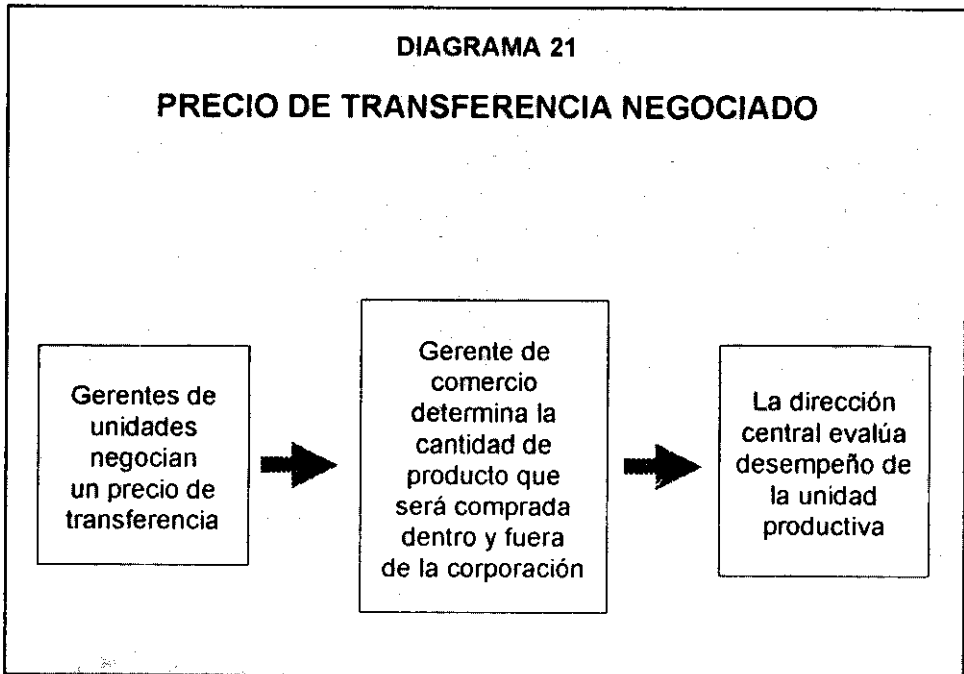 DIAGRAMA 21
PRECIO DE TRANSFERENCIA NEGOCIADO
Gerentes de
unidades
negocian
un precio de
transferencia
Gerente de
comercio
determina la
cantidad de
producto que
será comprada
dentro y fuera
de la corporación
La dirección
central evalúa
desempeño de
la unidad
productiva